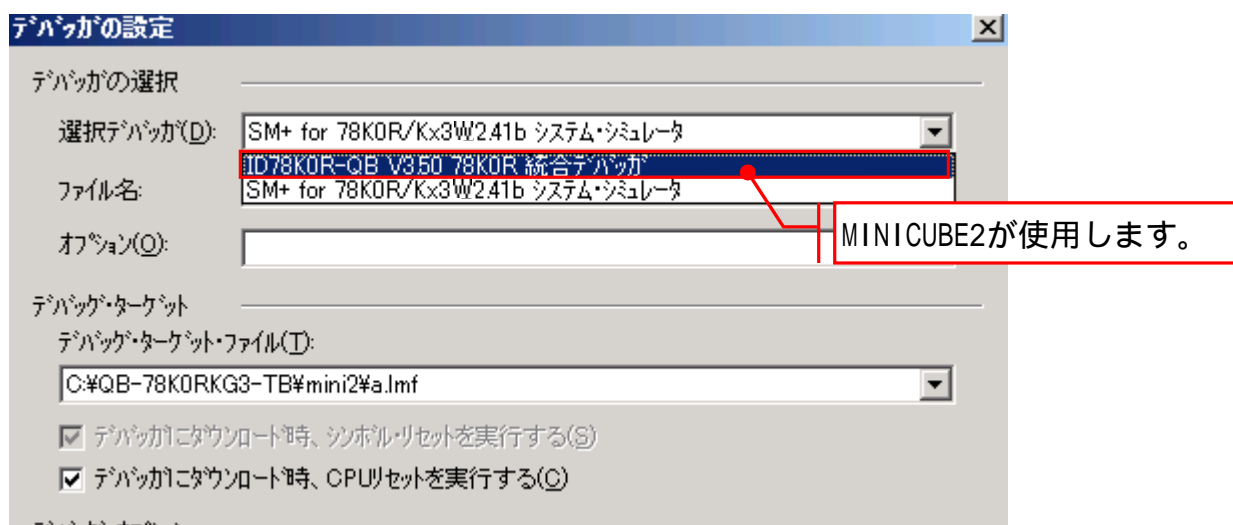 ﾃﾞﾊﾞｯｶﾞの設定
ﾃﾞﾊﾞｯｶﾞの選択
選択ﾃﾞﾊﾞｯｶﾞ(D):
SM+ for 78K0R/Kx3W2.41b ｼｽﾃﾑ･ｼﾐｭﾚｰﾀ
ID78K0R-QB V3.50 78K0R 統合ﾃﾞﾊﾞｯｶﾞ
ファイル名:
SM+ for 78K0R/Kx3W2.41b ｼｽﾃﾑ･ｼﾐｭﾚｰﾀ
MINICUBE2が使用します。
ｵﾌﾟｼｮﾝ(O):
ﾃﾞﾊﾞｯｸﾞ･ﾀｰｹﾞｯﾄ
ﾃﾞﾊﾞｯｸﾞ･ﾀｰｹﾞｯﾄ･ﾌｧｲﾙ(T):
C:¥QB-78K0RKG3-TB¥mini2¥a.lmf
ﾃﾞﾊﾞｯｶﾞにﾀﾞｳﾝﾛｰﾄﾞ時、ｼﾝﾎﾞﾙ･ﾘｾｯﾄを実行する(S)
ﾃﾞﾊﾞｯｶﾞにﾀﾞｳﾝﾛｰﾄﾞ時、CPUﾘｾｯﾄを実行する(C)